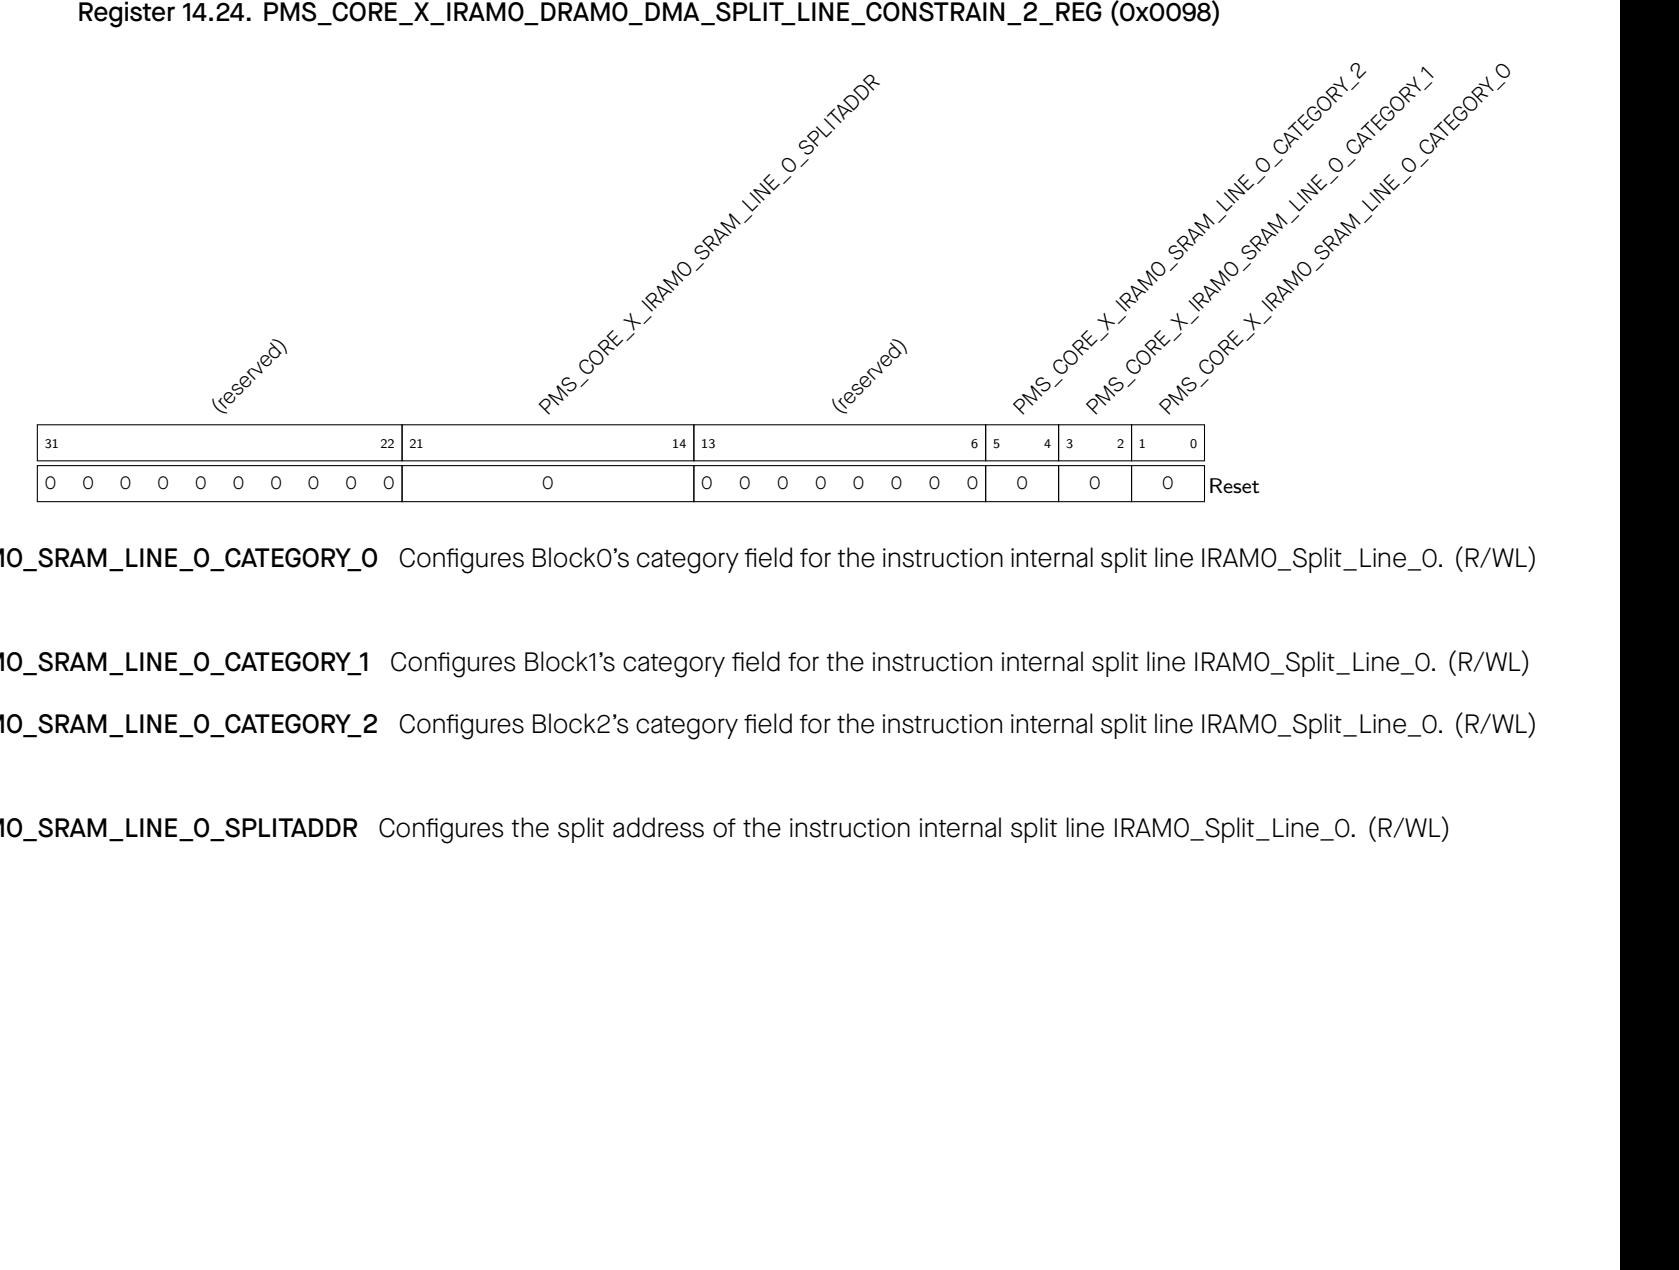 Register 14.24. PMS_CORE_X_IRAM0_DRAM0_DMA_SPLIT_LINE_CONSTRAIN_2_REG (0x0098)
(reserved) PMS_CORE_X_IRAM0_SRAM_LINE_0_SPLITADDR (reserved) PMS_CORE_X_IRAM0_SRAM_LINE_0_CATEGORY_2 PMS_CORE_X_IRAM0_SRAM_LINE_0_CATEGORY_1 PMS_CORE_X_IRAM0_SRAM_LINE_0_CATEGORY_0
31 22 21 14 13 6 5 4 3 2 1 0
0 0 0 0 0 0 0 0 0 0 0 0 0 0 0 0 0 0 0 0 0 0 Reset
M0_SRAM_LINE_0_CATEGORY_0 Configures Block0's category field for the instruction internal split line IRAM0_Split_Line_0. (R/WL)
M0_SRAM_LINE_0_CATEGORY_1 Configures Block1's category field for the instruction internal split line IRAM0_Split_Line_0. (R/WL)
M0_SRAM_LINE_0_CATEGORY_2 Configures Block2's category field for the instruction internal split line IRAM0_Split_Line_0. (R/WL)
M0_SRAM_LINE_0_SPLITADDR Configures the split address of the instruction internal split line IRAM0_Split_Line_0. (R/WL)